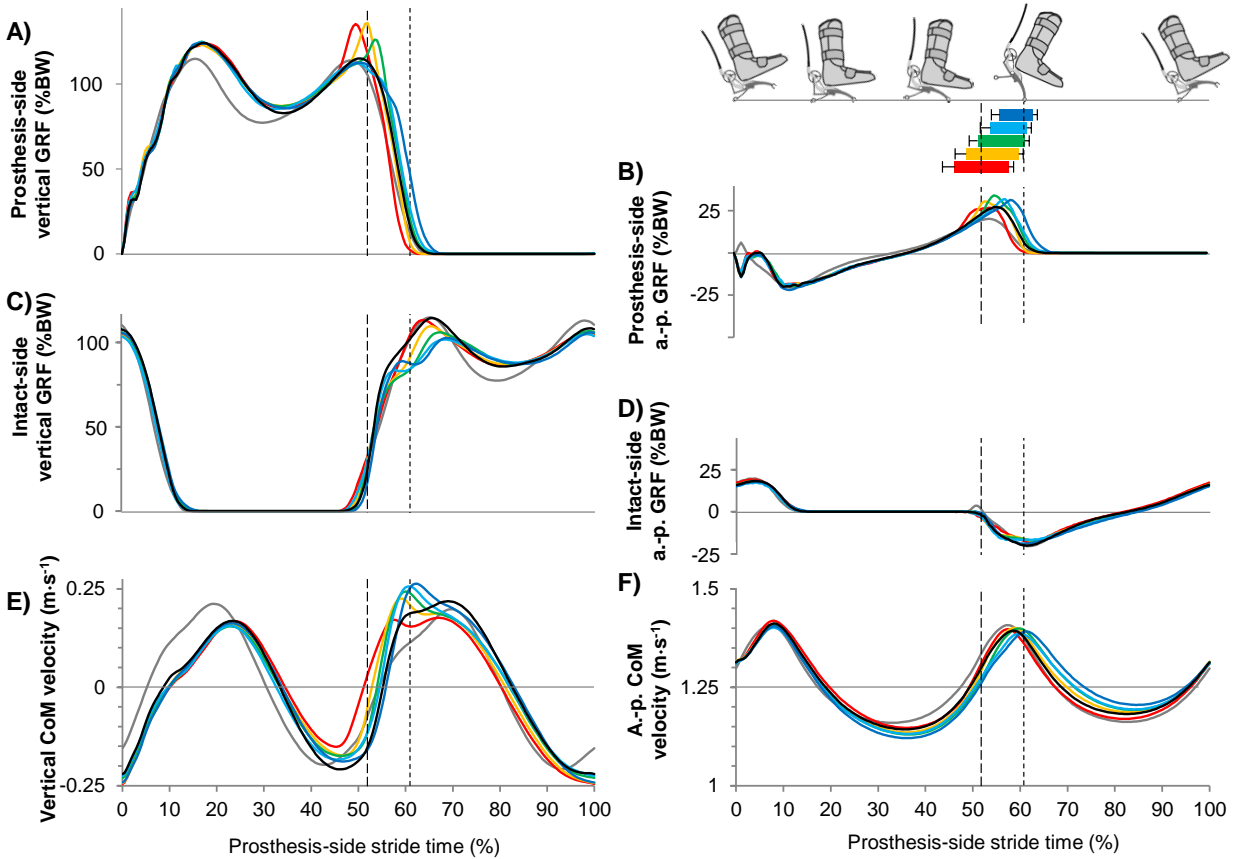 A)
Prosthesis-side
vertical GRF (%BW)
100
50
0
B)
Prosthesis-side
a.-p. GRF (%BW)
25
-25
C)
Intact-side
vertical GRF (%BW)
100
50
0
D)
Intact-side
a.-p. GRF (%BW)
25
0
-25
E)
Vertical CoM velocity (m·s⁻¹)
0.25
0
-0.25
0 10 20 30 40 50 60 70 80 90 100
Prosthesis-side stride time (%)
F)
A-p. CoM
velocity (m·s⁻¹)
1.5
1.25
1
0 10 20 30 40 50 60 70 80 90 100
Prosthesis-side stride time (%)